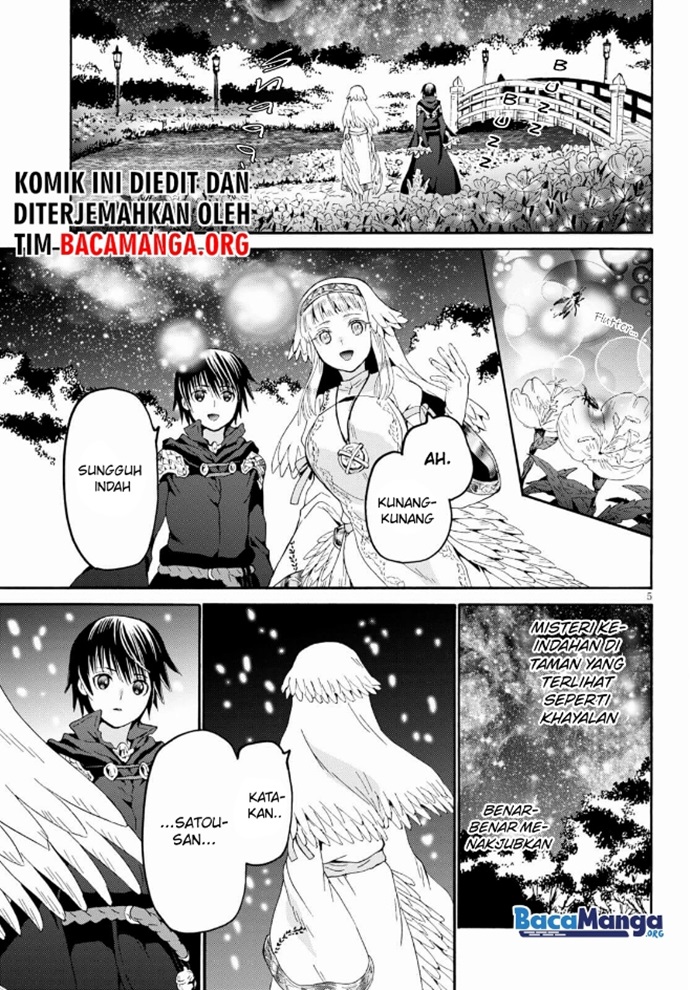 BUZZ
BUZZ
Snaaa
KOMIK INI DIEDIT DAN
DITERJEMAHKAN OLEH
TIM BACAMANGA.ORG
Flutter...
AH.
KUNANG-
KUNANG
SUNGGUH
INDAH
5
MISTERI KE-
INDAHAN DI
TAMAN YANG
TERLIHAT
SEPERTI
KHAYALAN
BENAR-
BENAR ME-
NAKJUBKAN
KATA-
KAN..
...SATOU-
SAN...
BacaManga
.ORG